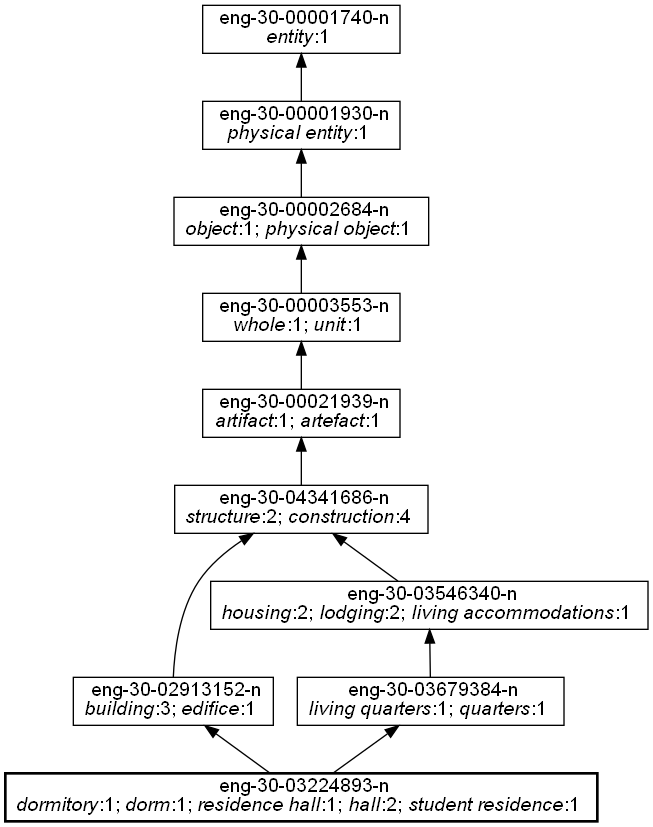 eng-30-00001740-n
entity:1
eng-30-00001930-n
physical entity:1
eng-30-00002684-n
object:1; physical object:1
eng-30-00003553-n
whole:1; unit:1
eng-30-00021939-n
artifact:1; artefact:1
eng-30-04341686-n
structure:2; construction:4
eng-30-03546340-n
housing:2; lodging:2; living accommodations:1
eng-30-02913152-n
building:3; edifice:1
eng-30-03679384-n
living quarters:1; quarters:1
eng-30-03224893-n
dormitory:1; dorm:1; residence hall:1; hall:2; student residence:1